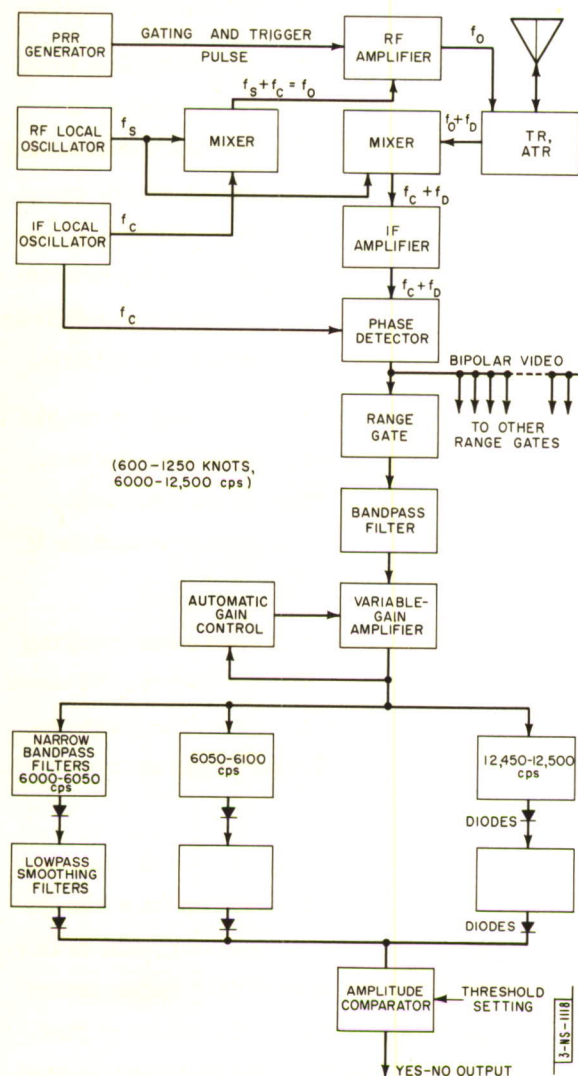 PRR
GENERATOR
GATING AND TRIGGER
PULSE
RF
AMPLIFIER
fO
fS + fC = fO
RF LOCAL
OSCILLATOR
fS
MIXER
MIXER
fO + fD
TR,
ATR
fC + fD
IF LOCAL
OSCILLATOR
fC
IF
AMPLIFIER
fC + fD
fC
PHASE
DETECTOR
BIPOLAR VIDEO
RANGE
GATE
TO OTHER
RANGE GATES
(600-1250 KNOTS,
6000-12,500 cps)
BANDPASS
FILTER
AUTOMATIC
GAIN
CONTROL
VARIABLE-
GAIN
AMPLIFIER
NARROW
BANDPASS
FILTERS
6000-6050
cps
6050-6100
cps
12,450-12,500
cps
DIODES
LOWPASS
SMOOTHING
FILTERS
DIODES
AMPLITUDE
COMPARATOR
THRESHOLD
SETTING
3-NS-1118
YES-NO OUTPUT